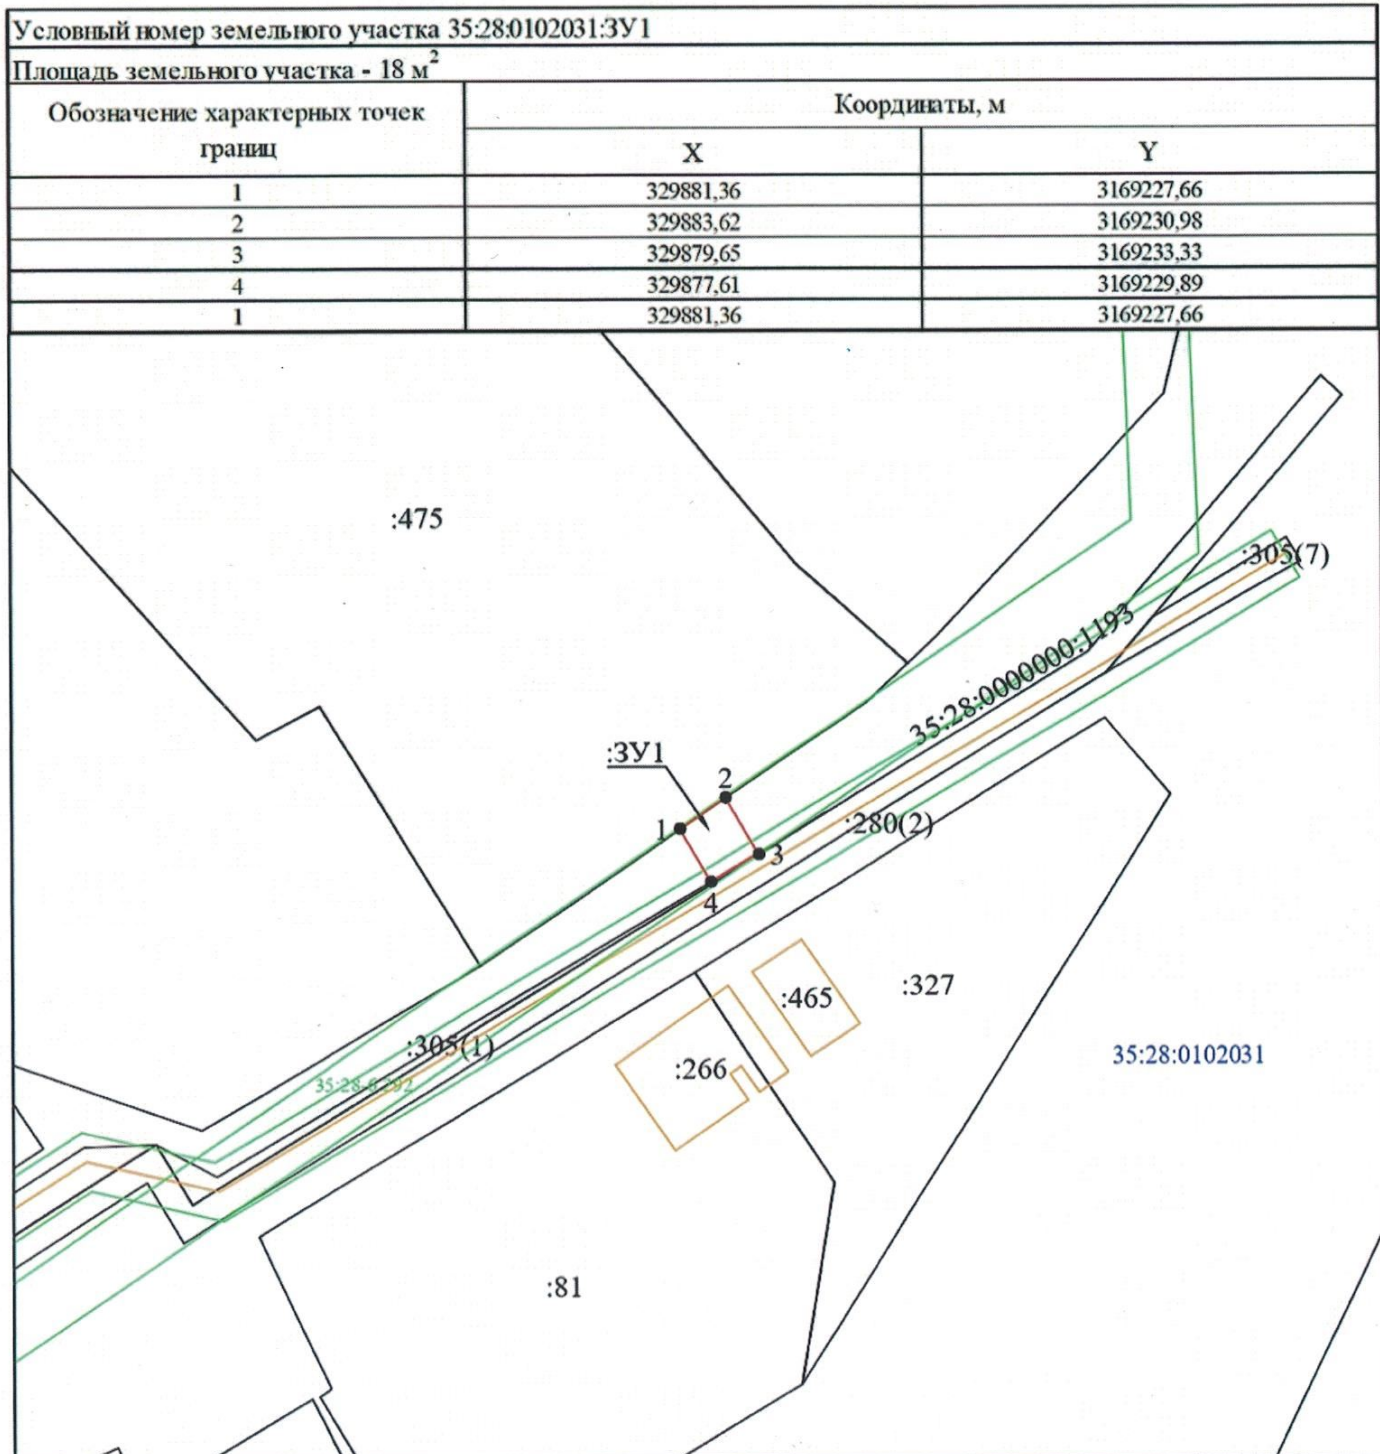 Условный номер земельного участка 35:28:0102031:ЗУ1
Площадь земельного участка - 18 м²
Обозначение характерных точек границ
Координаты, м
X Y
1 329881,36 3169227,66
2 329883,62 3169230,98
3 329879,65 3169233,33
4 329877,61 3169229,89
1 329881,36 3169227,66
:475
:305(7)
35:28:0000000:1193
:ЗУ1
2
1
3
:280(2)
4
:465
:327
:305(1)
:266
35:28:0102031
:81